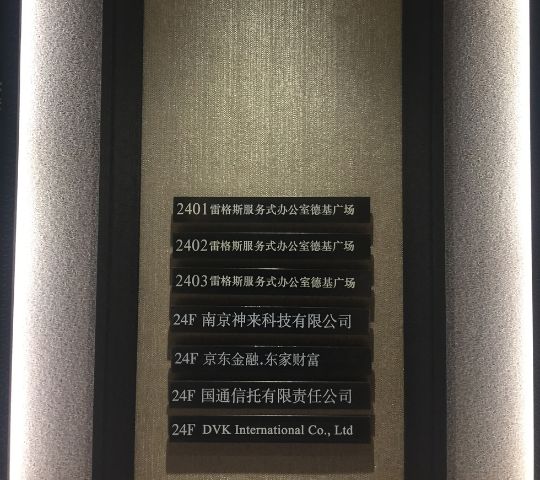 2401 雷格斯服务式办公室德基广场
2402 雷格斯服务式办公室德基广场
2403 雷格斯服务式办公室德基广场
24F 南京神来科技有限公司
24F 京东金融.东家财富
24F 国通信托有限责任公司
24F DVK International Co., Ltd